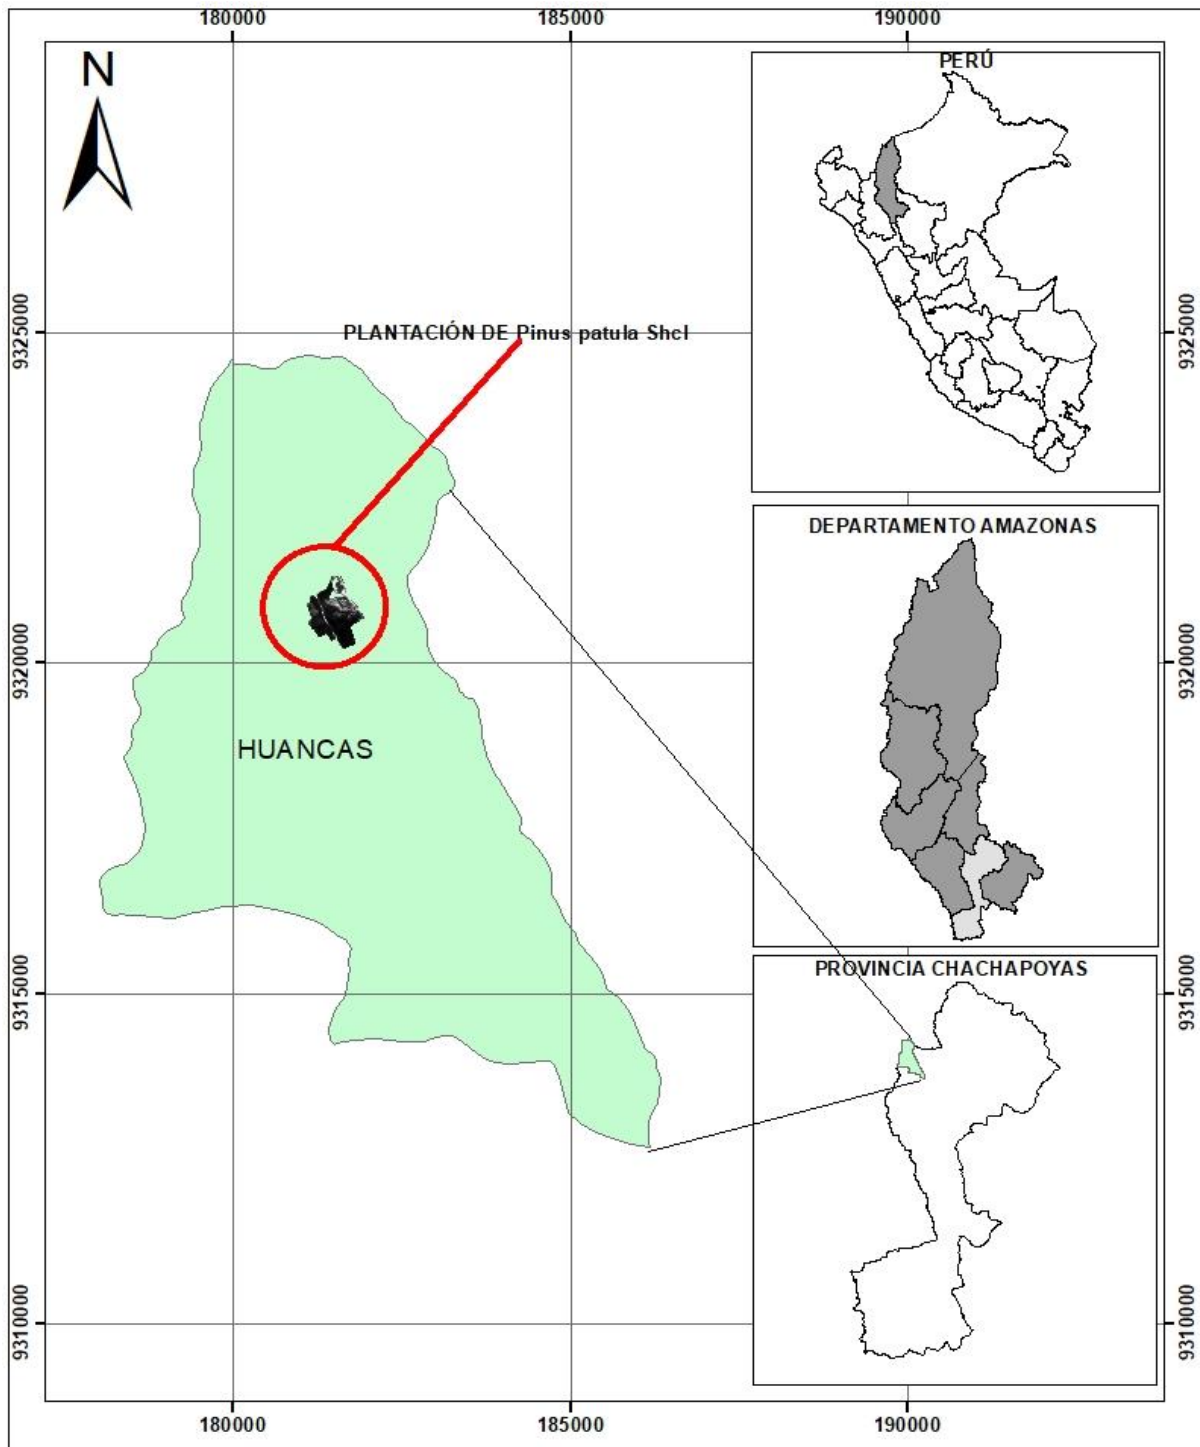 180000
185000
190000
N
PERÚ
9325000
9325000
PLANTACIÓN DE Pinus patula Shcl
DEPARTAMENTO AMAZONAS
9320000
9320000
HUANCAS
PROVINCIA CHACHAPOYAS
9315000
9315000
9310000
9310000
180000
185000
190000